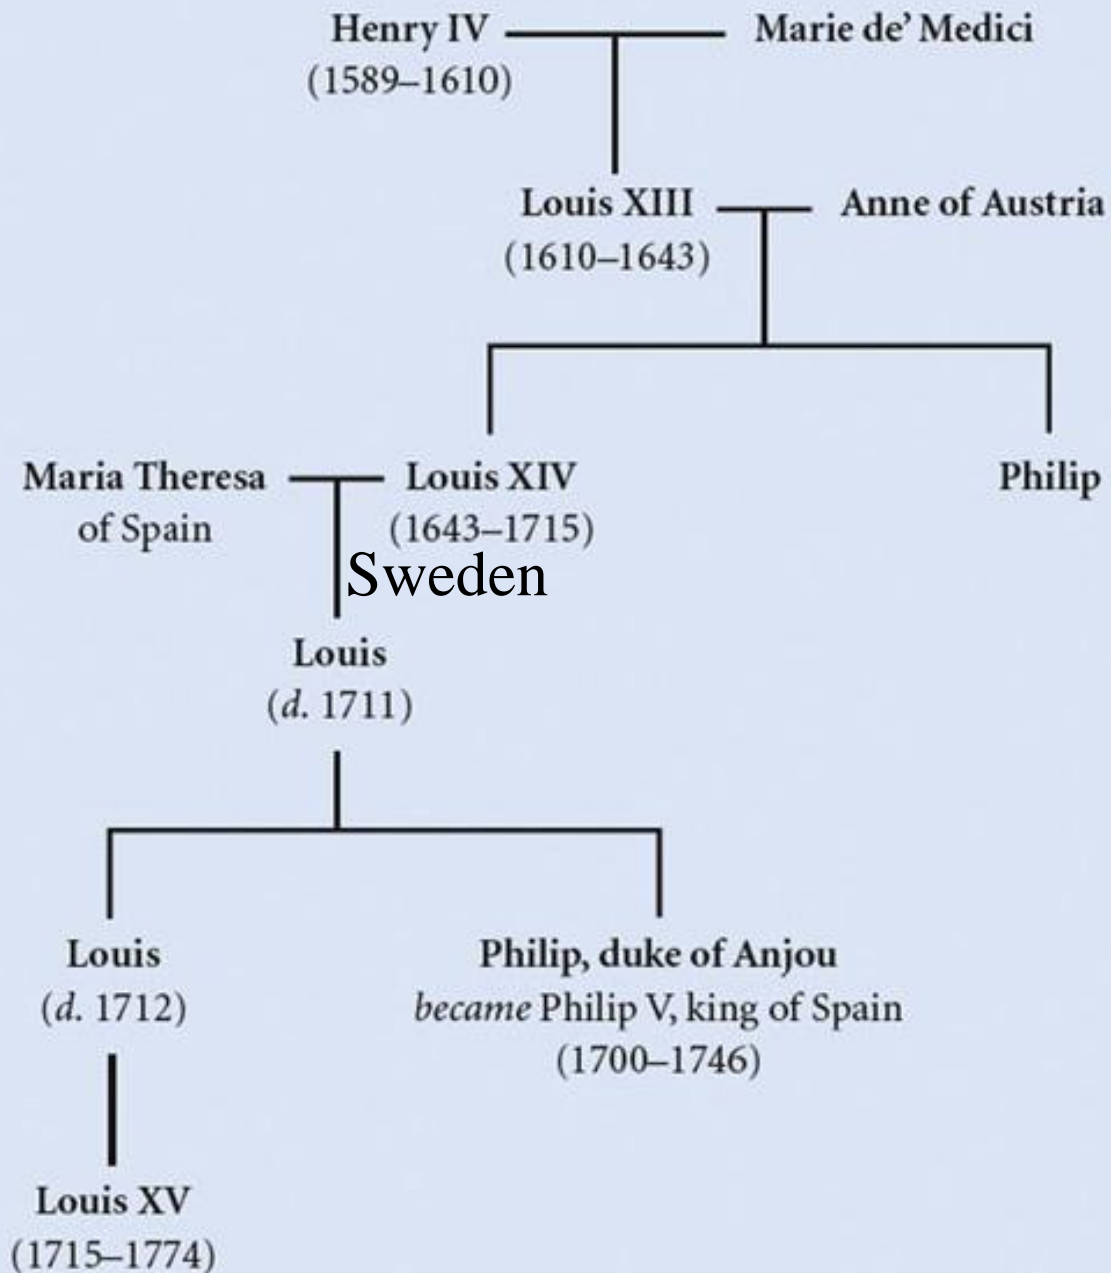 Henry IV Marie de’ Medici
(1589–1610)
Louis XIII Anne of Austria
(1610–1643)
Maria Theresa Louis XIV Philip
of Spain (1643–1715)
Sweden
Louis
(d. 1711)
Louis Philip, duke of Anjou
(d. 1712) became Philip V, king of Spain
(1700–1746)
Louis XV
(1715–1774)